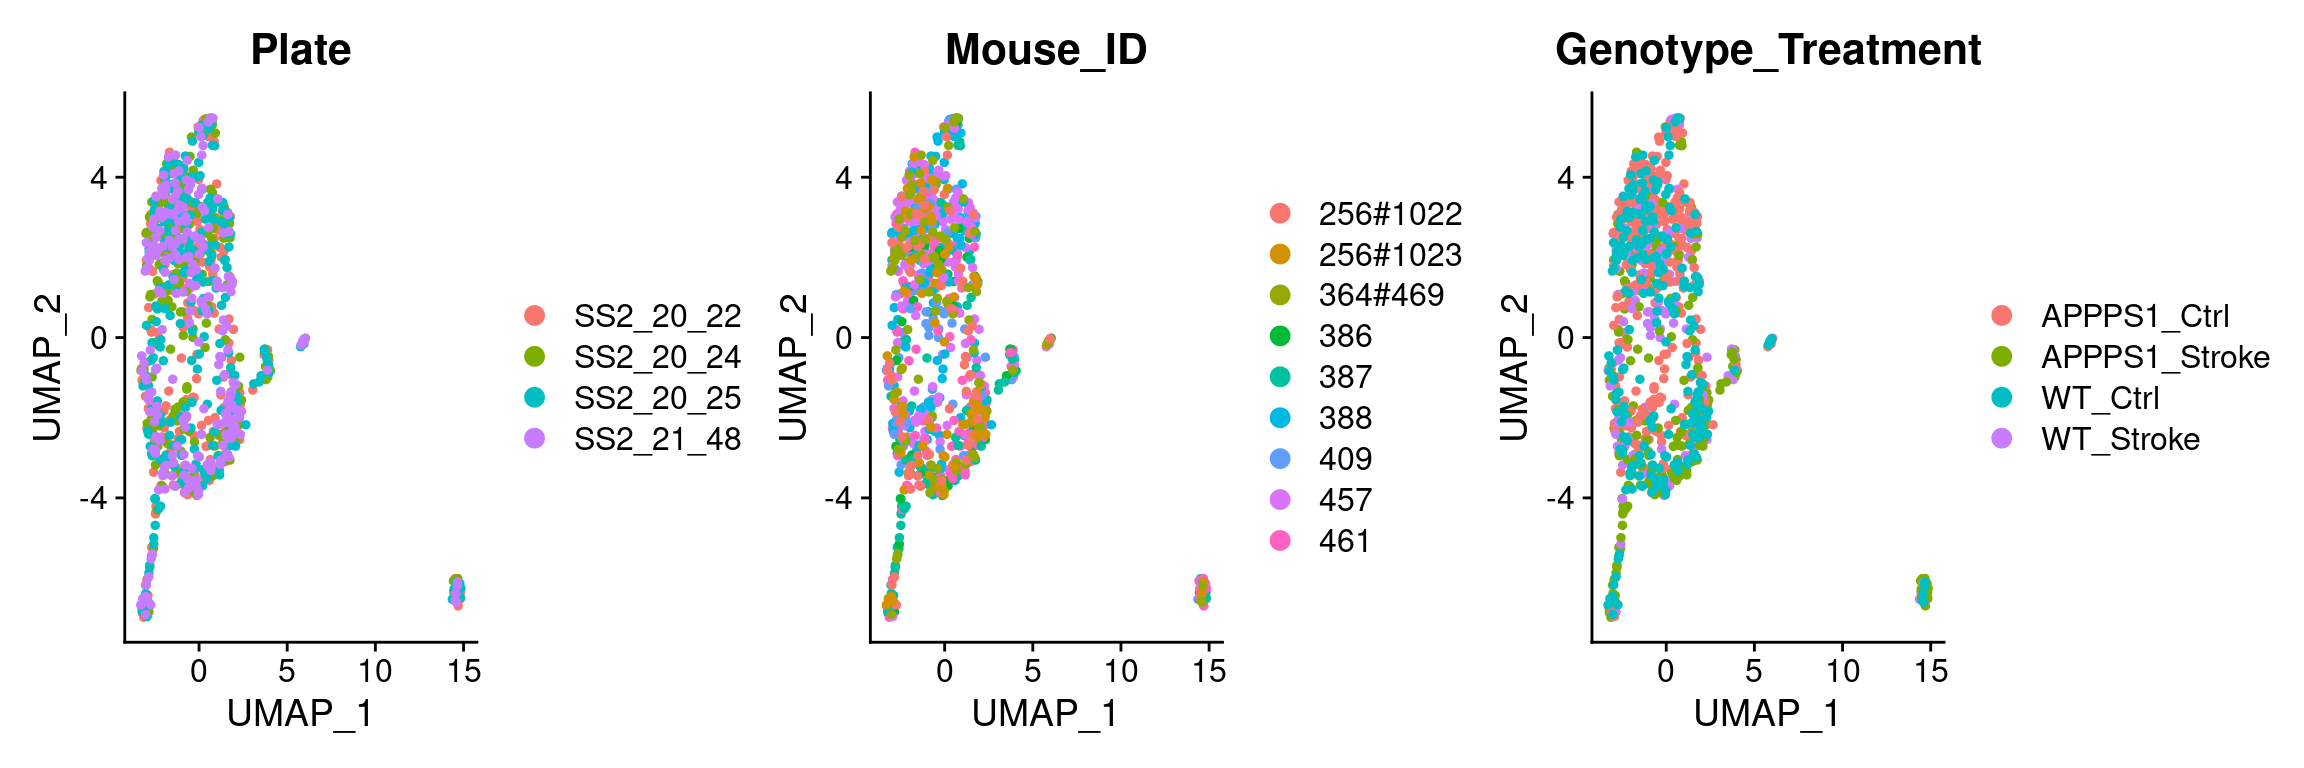 Plate
4
0
-4
0 5 10 15
UMAP_1
UMAP_2
SS2_20_22
SS2_20_24
SS2_20_25
SS2_21_48
Mouse_ID
4
0
-4
0 5 10 15
UMAP_1
UMAP_2
256#1022
256#1023
364#469
386
387
388
409
457
461
Genotype_Treatment
4
0
-4
0 5 10 15
UMAP_1
UMAP_2
APPPS1_Ctrl
APPPS1_Stroke
WT_Ctrl
WT_Stroke